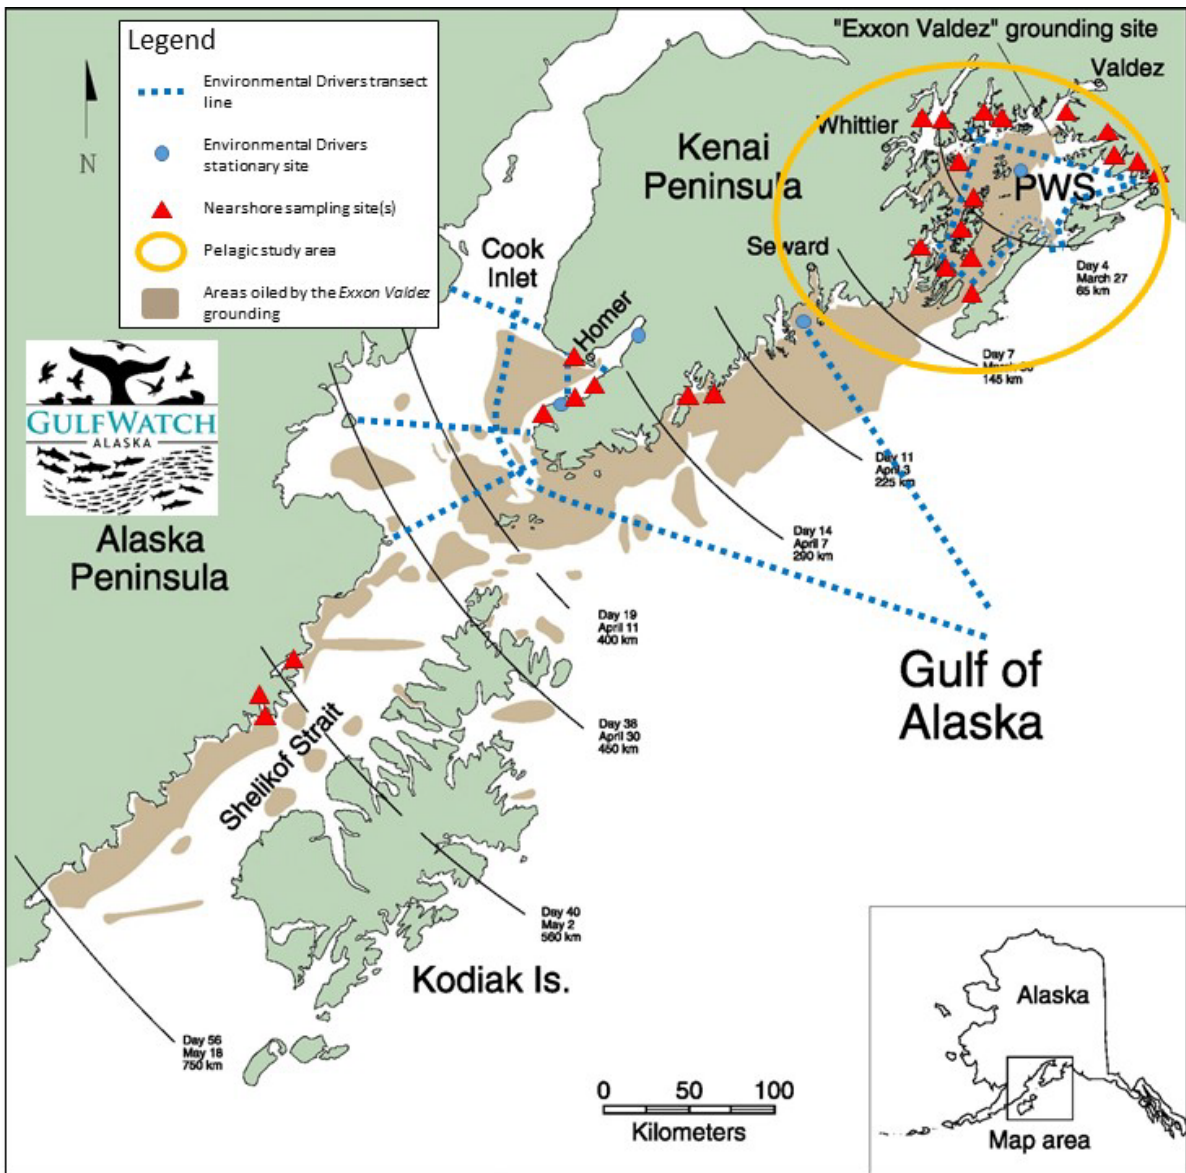 Legend
Environmental Drivers transect
line
Environmental Drivers
stationary site
Nearshore sampling site(s)
Pelagic study area
Areas oiled by the Exxon Valdez
grounding
N
GULFWATCH
ALASKA
"Exxon Valdez" grounding site
Valdez
Whittier
Kenai
Peninsula
PWS
Cook
Inlet
Seward
Homer
Day 4
March 27
65 km
Day 7
March
145 km
Day 11
April 3
225 km
Day 14
April 7
290 km
Alaska
Peninsula
Day 19
April 11
400 km
Gulf of
Alaska
Day 38
April 30
450 km
Shelikof Strait
Day 40
May 2
560 km
Kodiak Is.
Day 56
May 18
750 km
0 50 100
Kilometers
Alaska
Map area